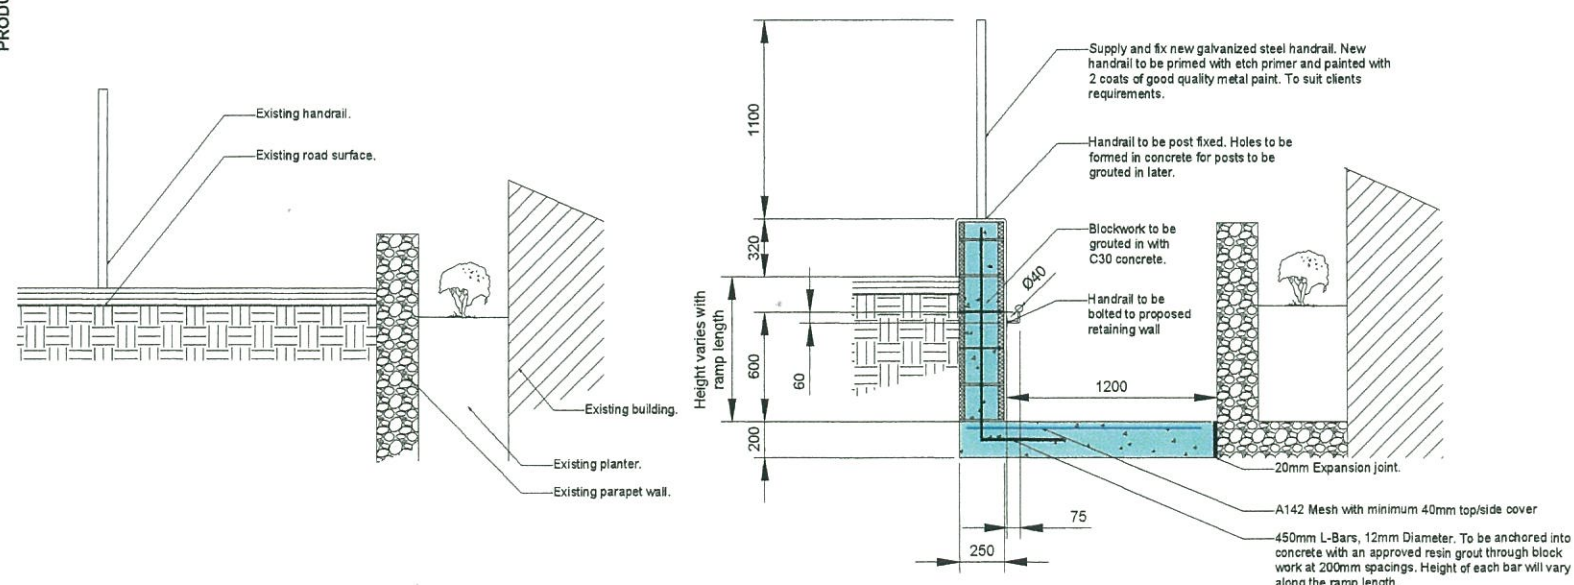 PRODU
Existing handrail.
Existing road surface.
Existing building.
Existing planter.
Existing parapet wall.
1100
320
Height varies with
ramp length
600
60
200
Ø40
1200
75
250
Supply and fix new galvanized steel handrail. New
handrail to be primed with etch primer and painted with
2 coats of good quality metal paint. To suit clients
requirements.
Handrail to be post fixed. Holes to be
formed in concrete for posts to be
grouted in later.
Blockwork to be
grouted in with
C30 concrete.
Handrail to be
bolted to proposed
retaining wall
20mm Expansion joint.
A142 Mesh with minimum 40mm top/side cover
450mm L-Bars, 12mm Diameter. To be anchored into
concrete with an approved resin grout through block
work at 200mm spacings. Height of each bar will vary
along the ramp length